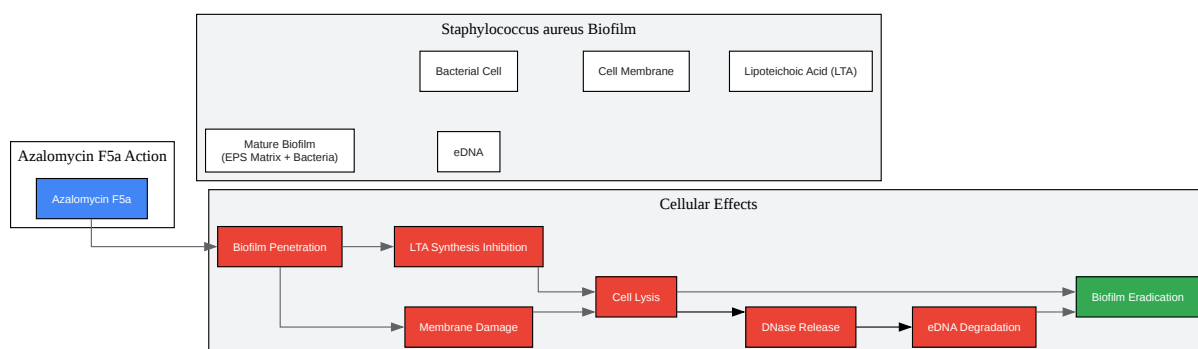 Staphylococcus aureus Biofilm
Bacterial Cell
Cell Membrane
Lipoteichoic Acid (LTA)
Mature Biofilm
(EPS Matrix + Bacteria)
eDNA
Azalomycin F5a Action
Azalomycin F5a
Cellular Effects
Biofilm Penetration
LTA Synthesis Inhibition
Cell Lysis
Biofilm Eradication
Membrane Damage
DNase Release
eDNA Degradation